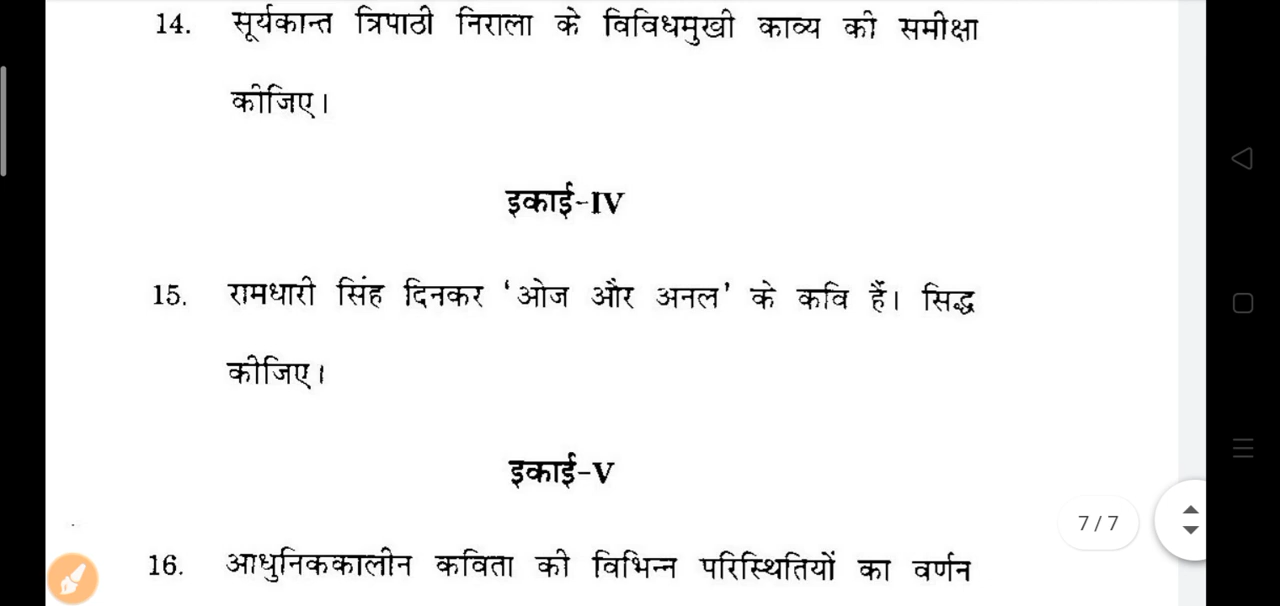 14. सूर्यकान्त त्रिपाठी निराला के विविधमुखी काव्य की समीक्षा
कीजिए।
इकाई-IV
15. रामधारी सिंह दिनकर 'ओज और अनल' के कवि हैं। सिद्ध
कीजिए।
इकाई-V
7/7
16. आधुनिककालीन कविता की विभिन्न परिस्थितियों का वर्णन